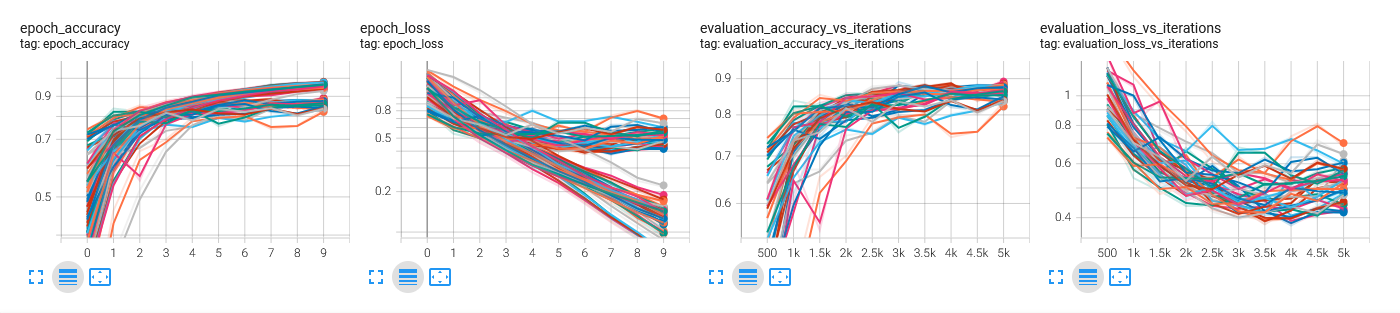 epoch_accuracy
tag: epoch_accuracy
0.9
0.7
0.5
0 1 2 3 4 5 6 7 8 9
epoch_loss
tag: epoch_loss
0.8
0.5
0.2
0 1 2 3 4 5 6 7 8 9
evaluation_accuracy_vs_iterations
tag: evaluation_accuracy_vs_iterations
0.9
0.8
0.7
0.6
500 1k 1.5k 2k 2.5k 3k 3.5k 4k 4.5k 5k
evaluation_loss_vs_iterations
tag: evaluation_loss_vs_iterations
1
0.8
0.6
0.4
500 1k 1.5k 2k 2.5k 3k 3.5k 4k 4.5k 5k